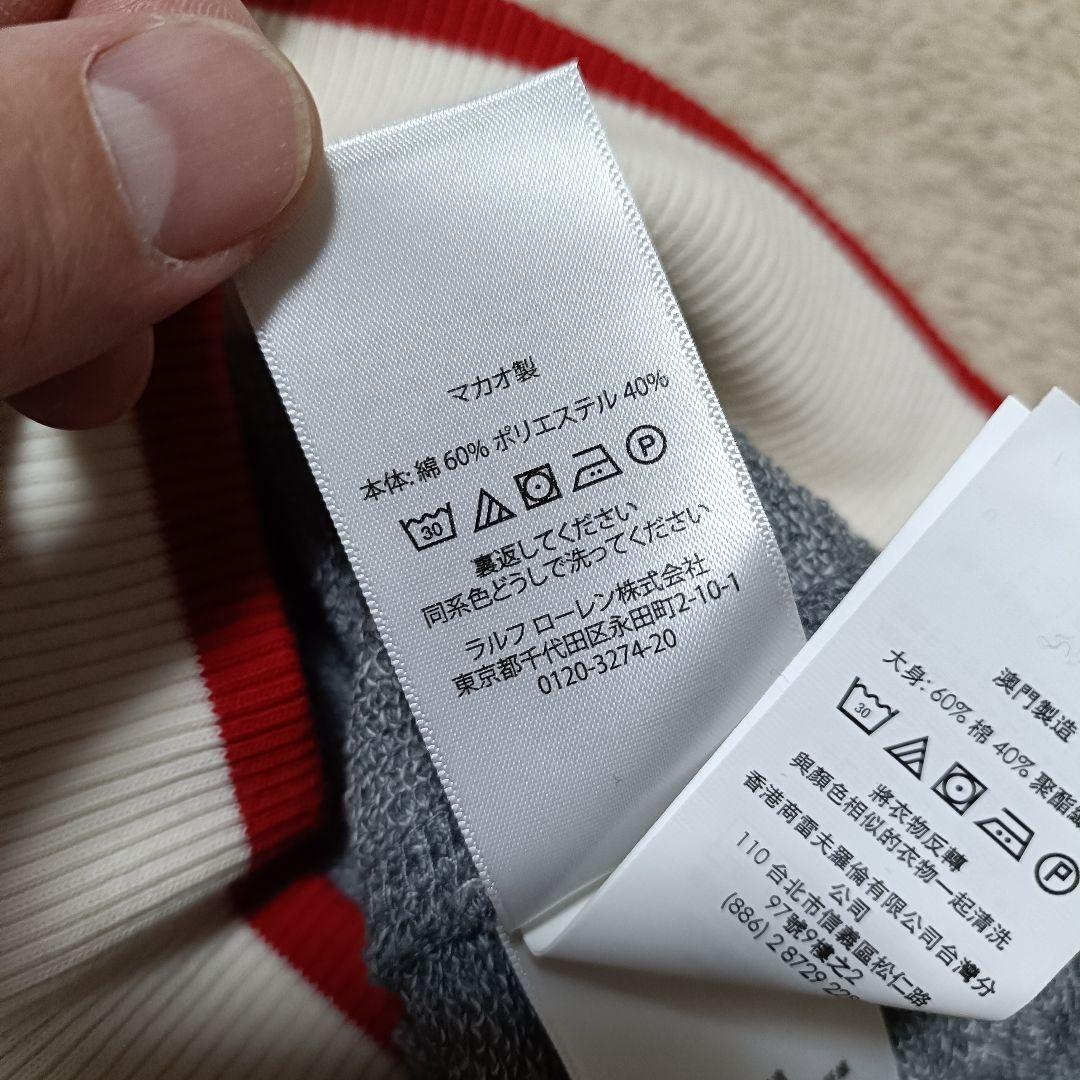 マカオ製
本体: 綿 60% ポリエステル 40%
30
P
裏返してください
同系色どうしで洗ってください
ラルフ ローレン株式会社
東京都千代田区永田町2-10-1
0120-3274-20
澳門製造
大身: 60% 棉 40% 聚酯
30
P
將衣物反轉
與顏色相似的衣物一起清洗
香港商雷夫羅倫有限公司台灣分
公司
110 台北市信義區松仁路
97號9樓之2
(886) 2 8729